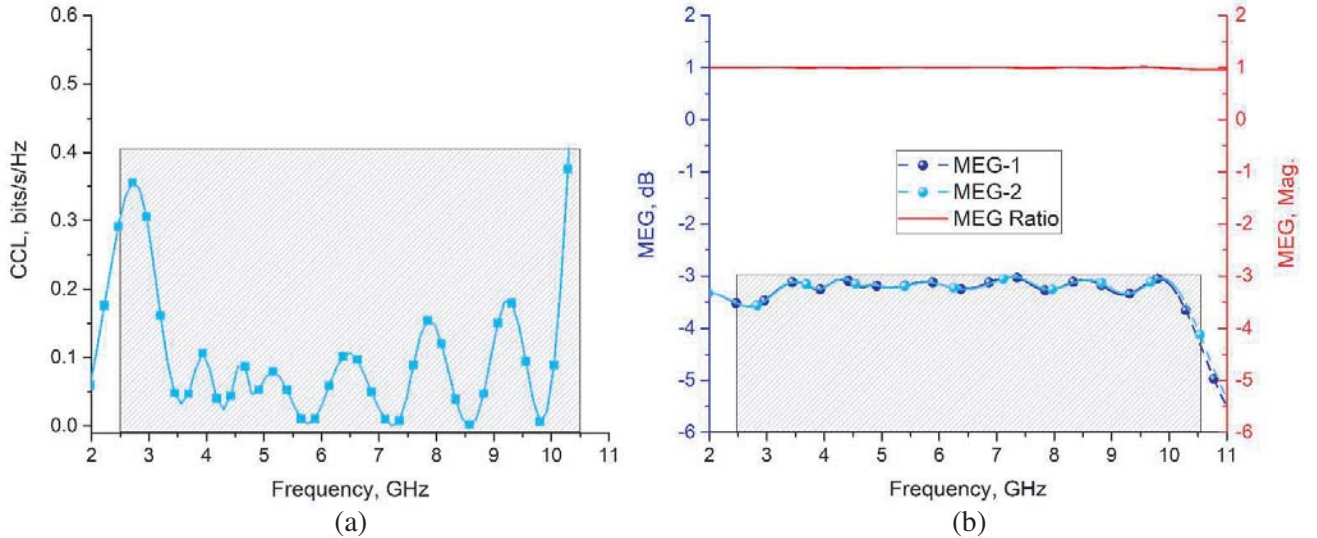 0.6
0.5
0.4
0.3
0.2
0.1
0.0
CCL, bits/s/Hz
2 3 4 5 6 7 8 9 10 11
Frequency, GHz
(a)
2
1
0
-1
-2
-3
-4
-5
-6
MEG, dB
MEG-1
MEG-2
MEG Ratio
2
1
0
-1
-2
-3
-4
-5
-6
MEG, Mag.
2 3 4 5 6 7 8 9 10 11
Frequency, GHz
(b)